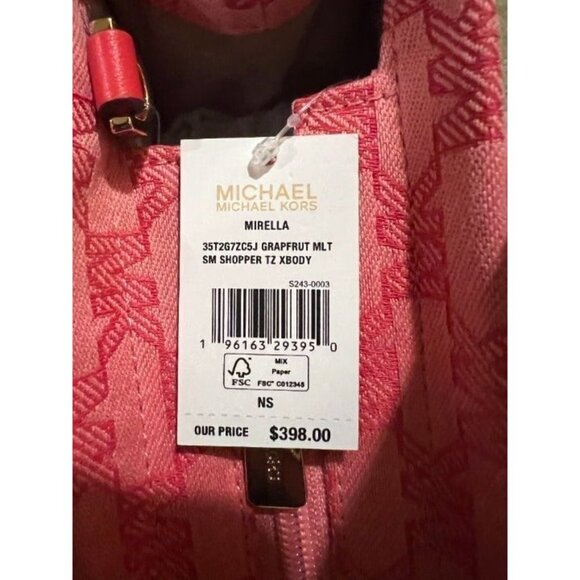 MICHAEL
MICHAEL KORS
MIRELLA
35T2G7ZC5J GRAPFRUT MLT
SM SHOPPER TZ XBODY
S243-0003
1 96163 29395 0
FSC
MIX
Paper
FSC™ C012345
NS
OUR PRICE $398.00